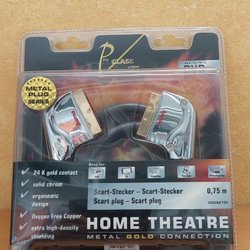 Pro CLASS
METAL
PLUG
SERIES
24 K gold contact
solid chrom
ergonomic
design
Oxygen Free Copper
extra high-density
shielding
Scart-Stecker – Scart-Stecker
Scart plug – Scart plug
0,75 m
HOME THEATRE
METAL GOLD CONNECTION